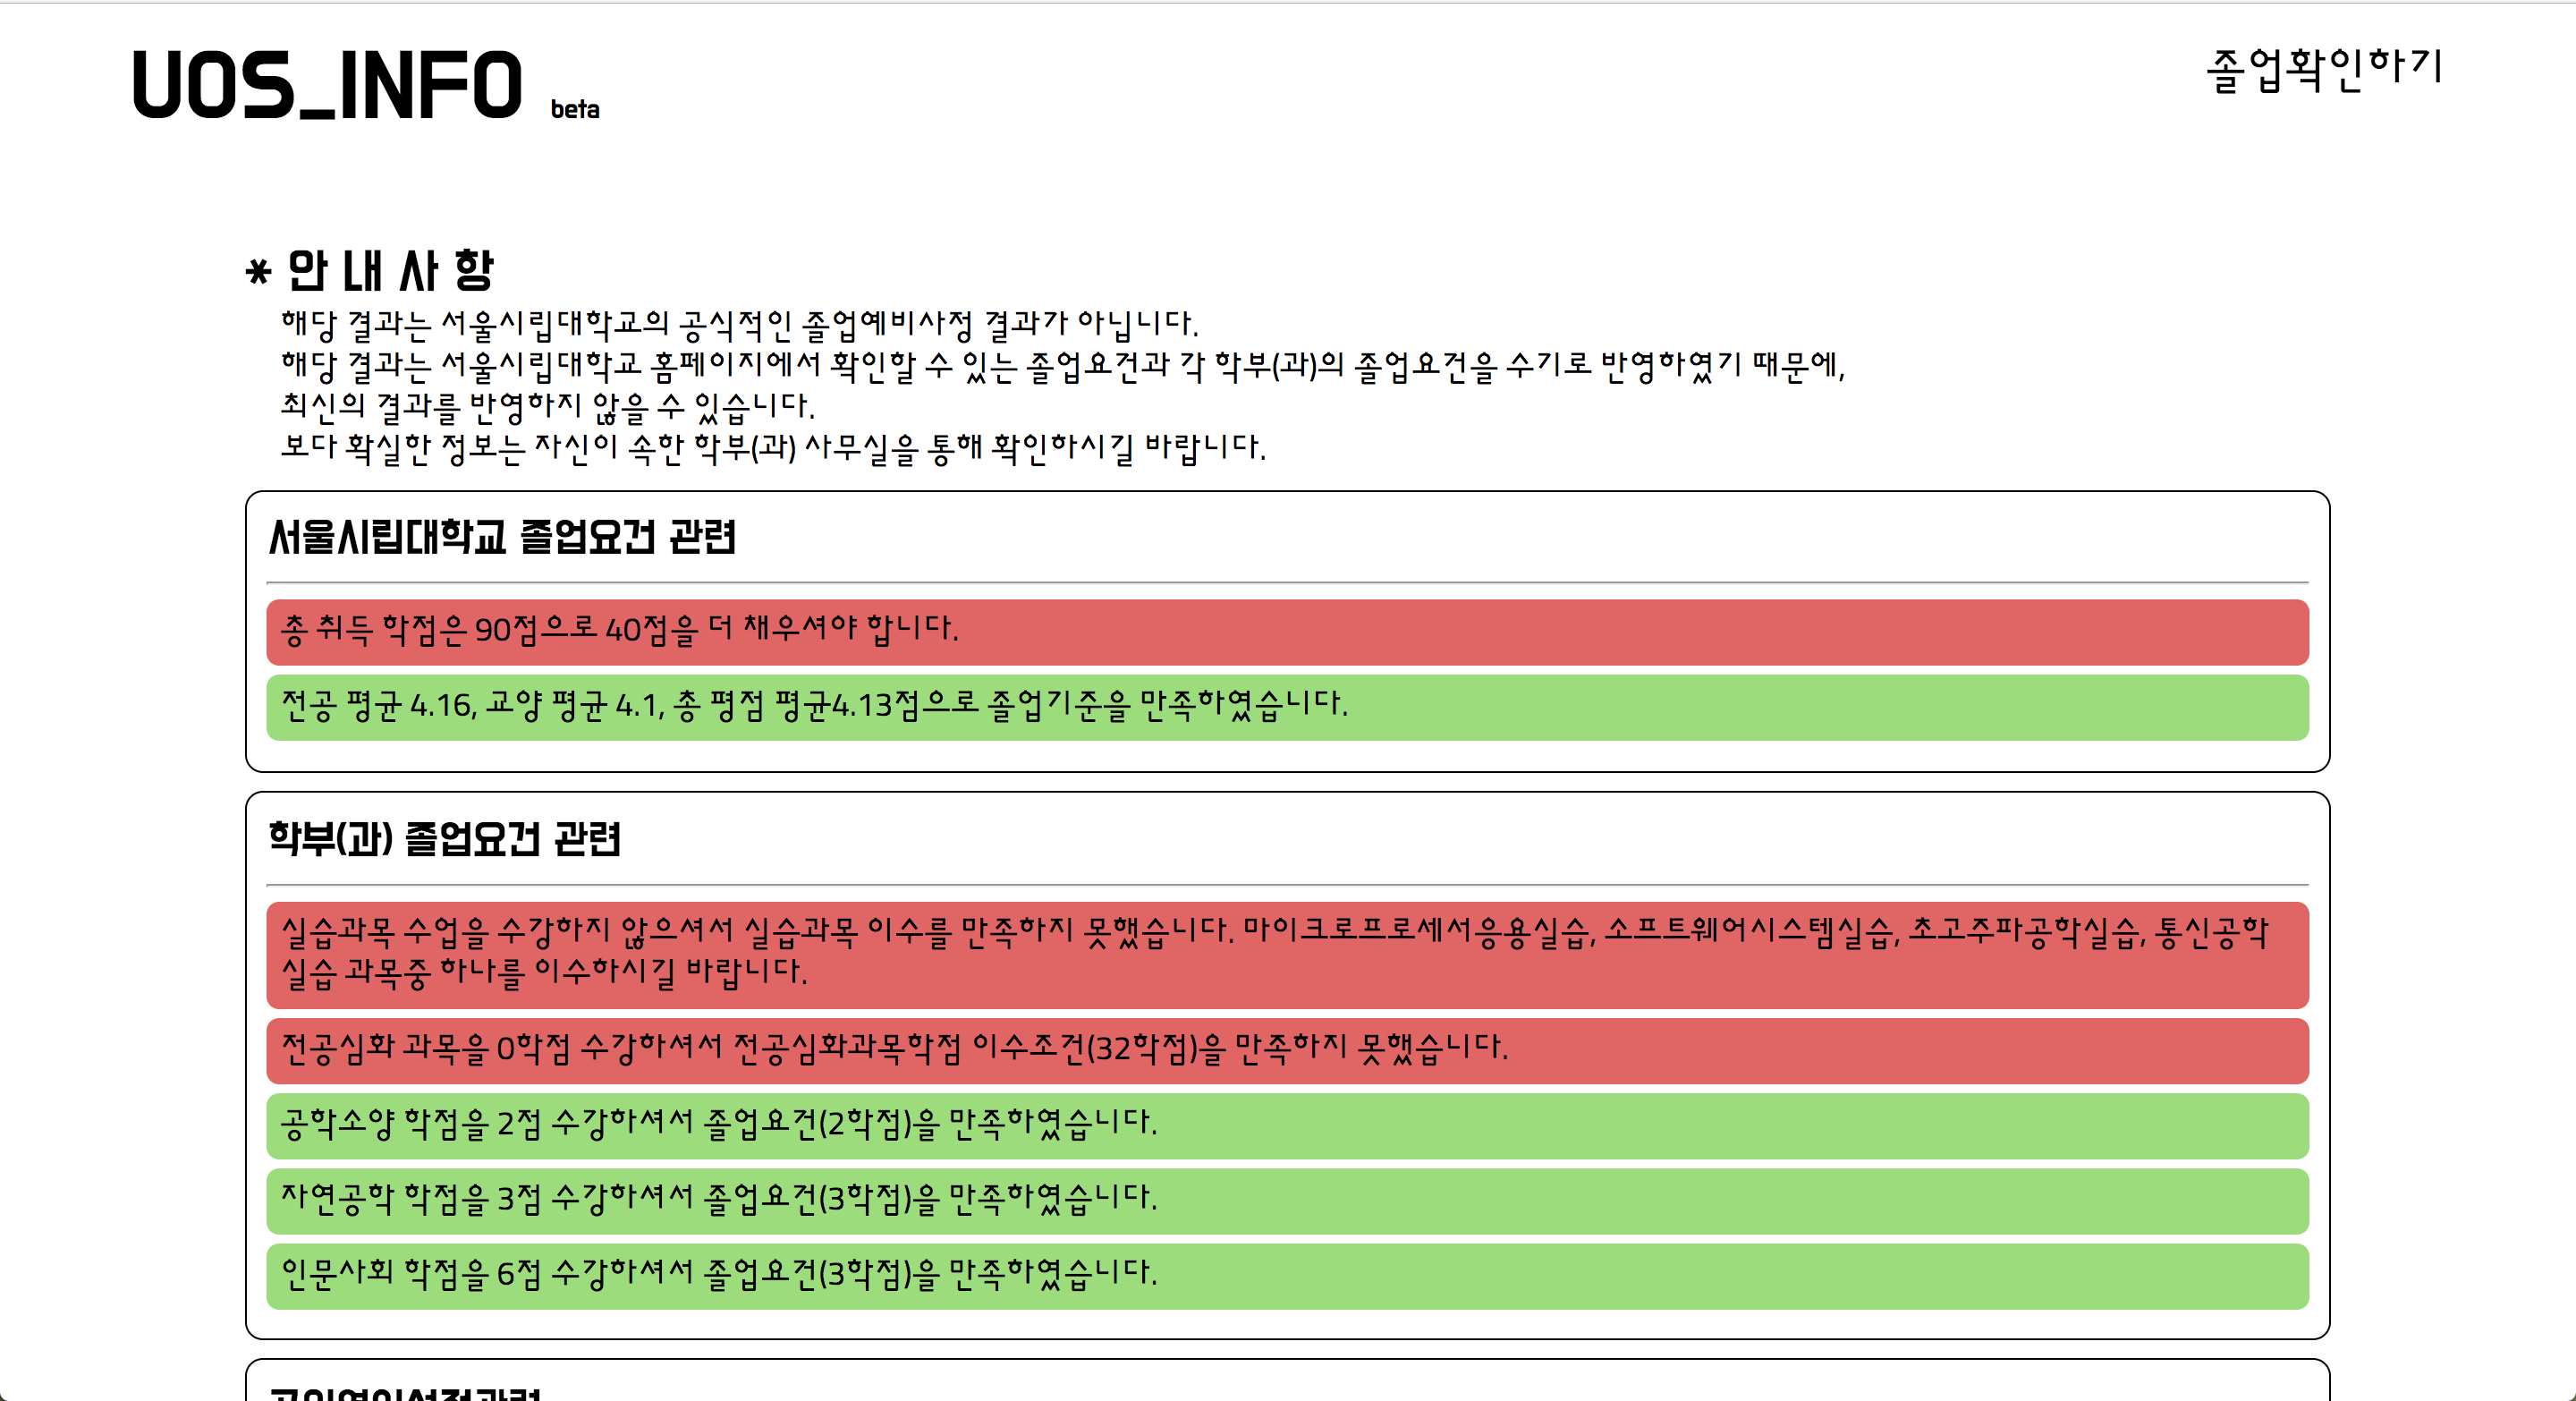 UOS_INFO beta
졸업확인하기
* 안 내 사 항
해당 결과는 서울시립대학교의 공식적인 졸업예비사정 결과가 아닙니다.
해당 결과는 서울시립대학교 홈페이지에서 확인할 수 있는 졸업요건과 각 학부(과)의 졸업요건을 수기로 반영하였기 때문에,
최신의 결과를 반영하지 않을 수 있습니다.
보다 확실한 정보는 자신이 속한 학부(과) 사무실을 통해 확인하시길 바랍니다.
서울시립대학교 졸업요건 관련
총 취득 학점은 90점으로 40점을 더 채우셔야 합니다.
전공 평균 4.16, 교양 평균 4.1, 총 평점 평균4.13점으로 졸업기준을 만족하였습니다.
학부(과) 졸업요건 관련
실습과목 수업을 수강하지 않으셔서 실습과목 이수를 만족하지 못했습니다. 마이크로프로세서응용실습, 소프트웨어시스템실습, 초고주파공학실습, 통신공학
실습 과목중 하나를 이수하시길 바랍니다.
전공심화 과목을 0학점 수강하셔서 전공심화과목학점 이수조건(32학점)을 만족하지 못했습니다.
공학소양 학점을 2점 수강하셔서 졸업요건(2학점)을 만족하였습니다.
자연공학 학점을 3점 수강하셔서 졸업요건(3학점)을 만족하였습니다.
인문사회 학점을 6점 수강하셔서 졸업요건(3학점)을 만족하였습니다.